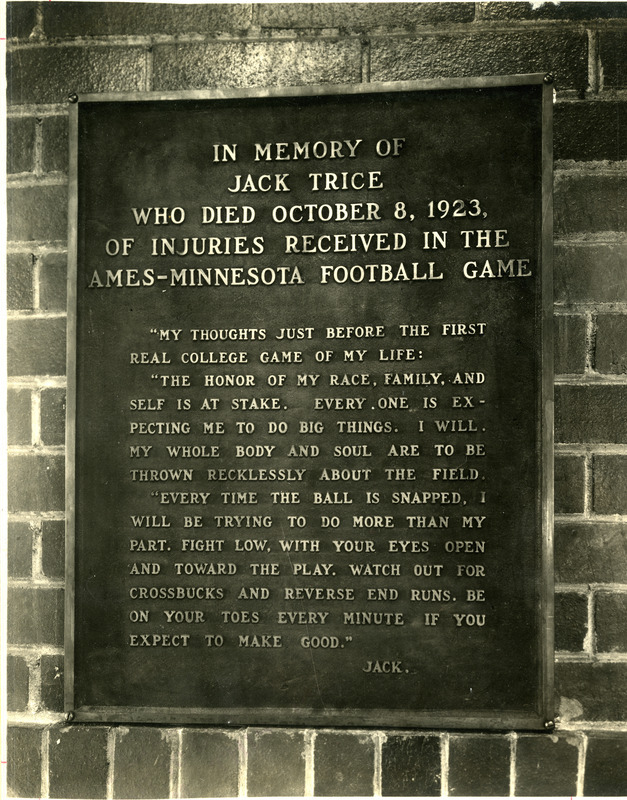 IN MEMORY OF
JACK TRICE
WHO DIED OCTOBER 8, 1923,
OF INJURIES RECEIVED IN THE
AMES-MINNESOTA FOOTBALL GAME
"MY THOUGHTS JUST BEFORE THE FIRST
REAL COLLEGE GAME OF MY LIFE:
"THE HONOR OF MY RACE, FAMILY, AND
SELF IS AT STAKE. EVERY ONE IS EX-
PECTING ME TO DO BIG THINGS. I WILL.
MY WHOLE BODY AND SOUL ARE TO BE
THROWN RECKLESSLY ABOUT THE FIELD.
"EVERY TIME THE BALL IS SNAPPED, I
WILL BE TRYING TO DO MORE THAN MY
PART. FIGHT LOW, WITH YOUR EYES OPEN
AND TOWARD THE PLAY. WATCH OUT FOR
CROSSBUCKS AND REVERSE END RUNS. BE
ON YOUR TOES EVERY MINUTE IF YOU
EXPECT TO MAKE GOOD."
JACK.